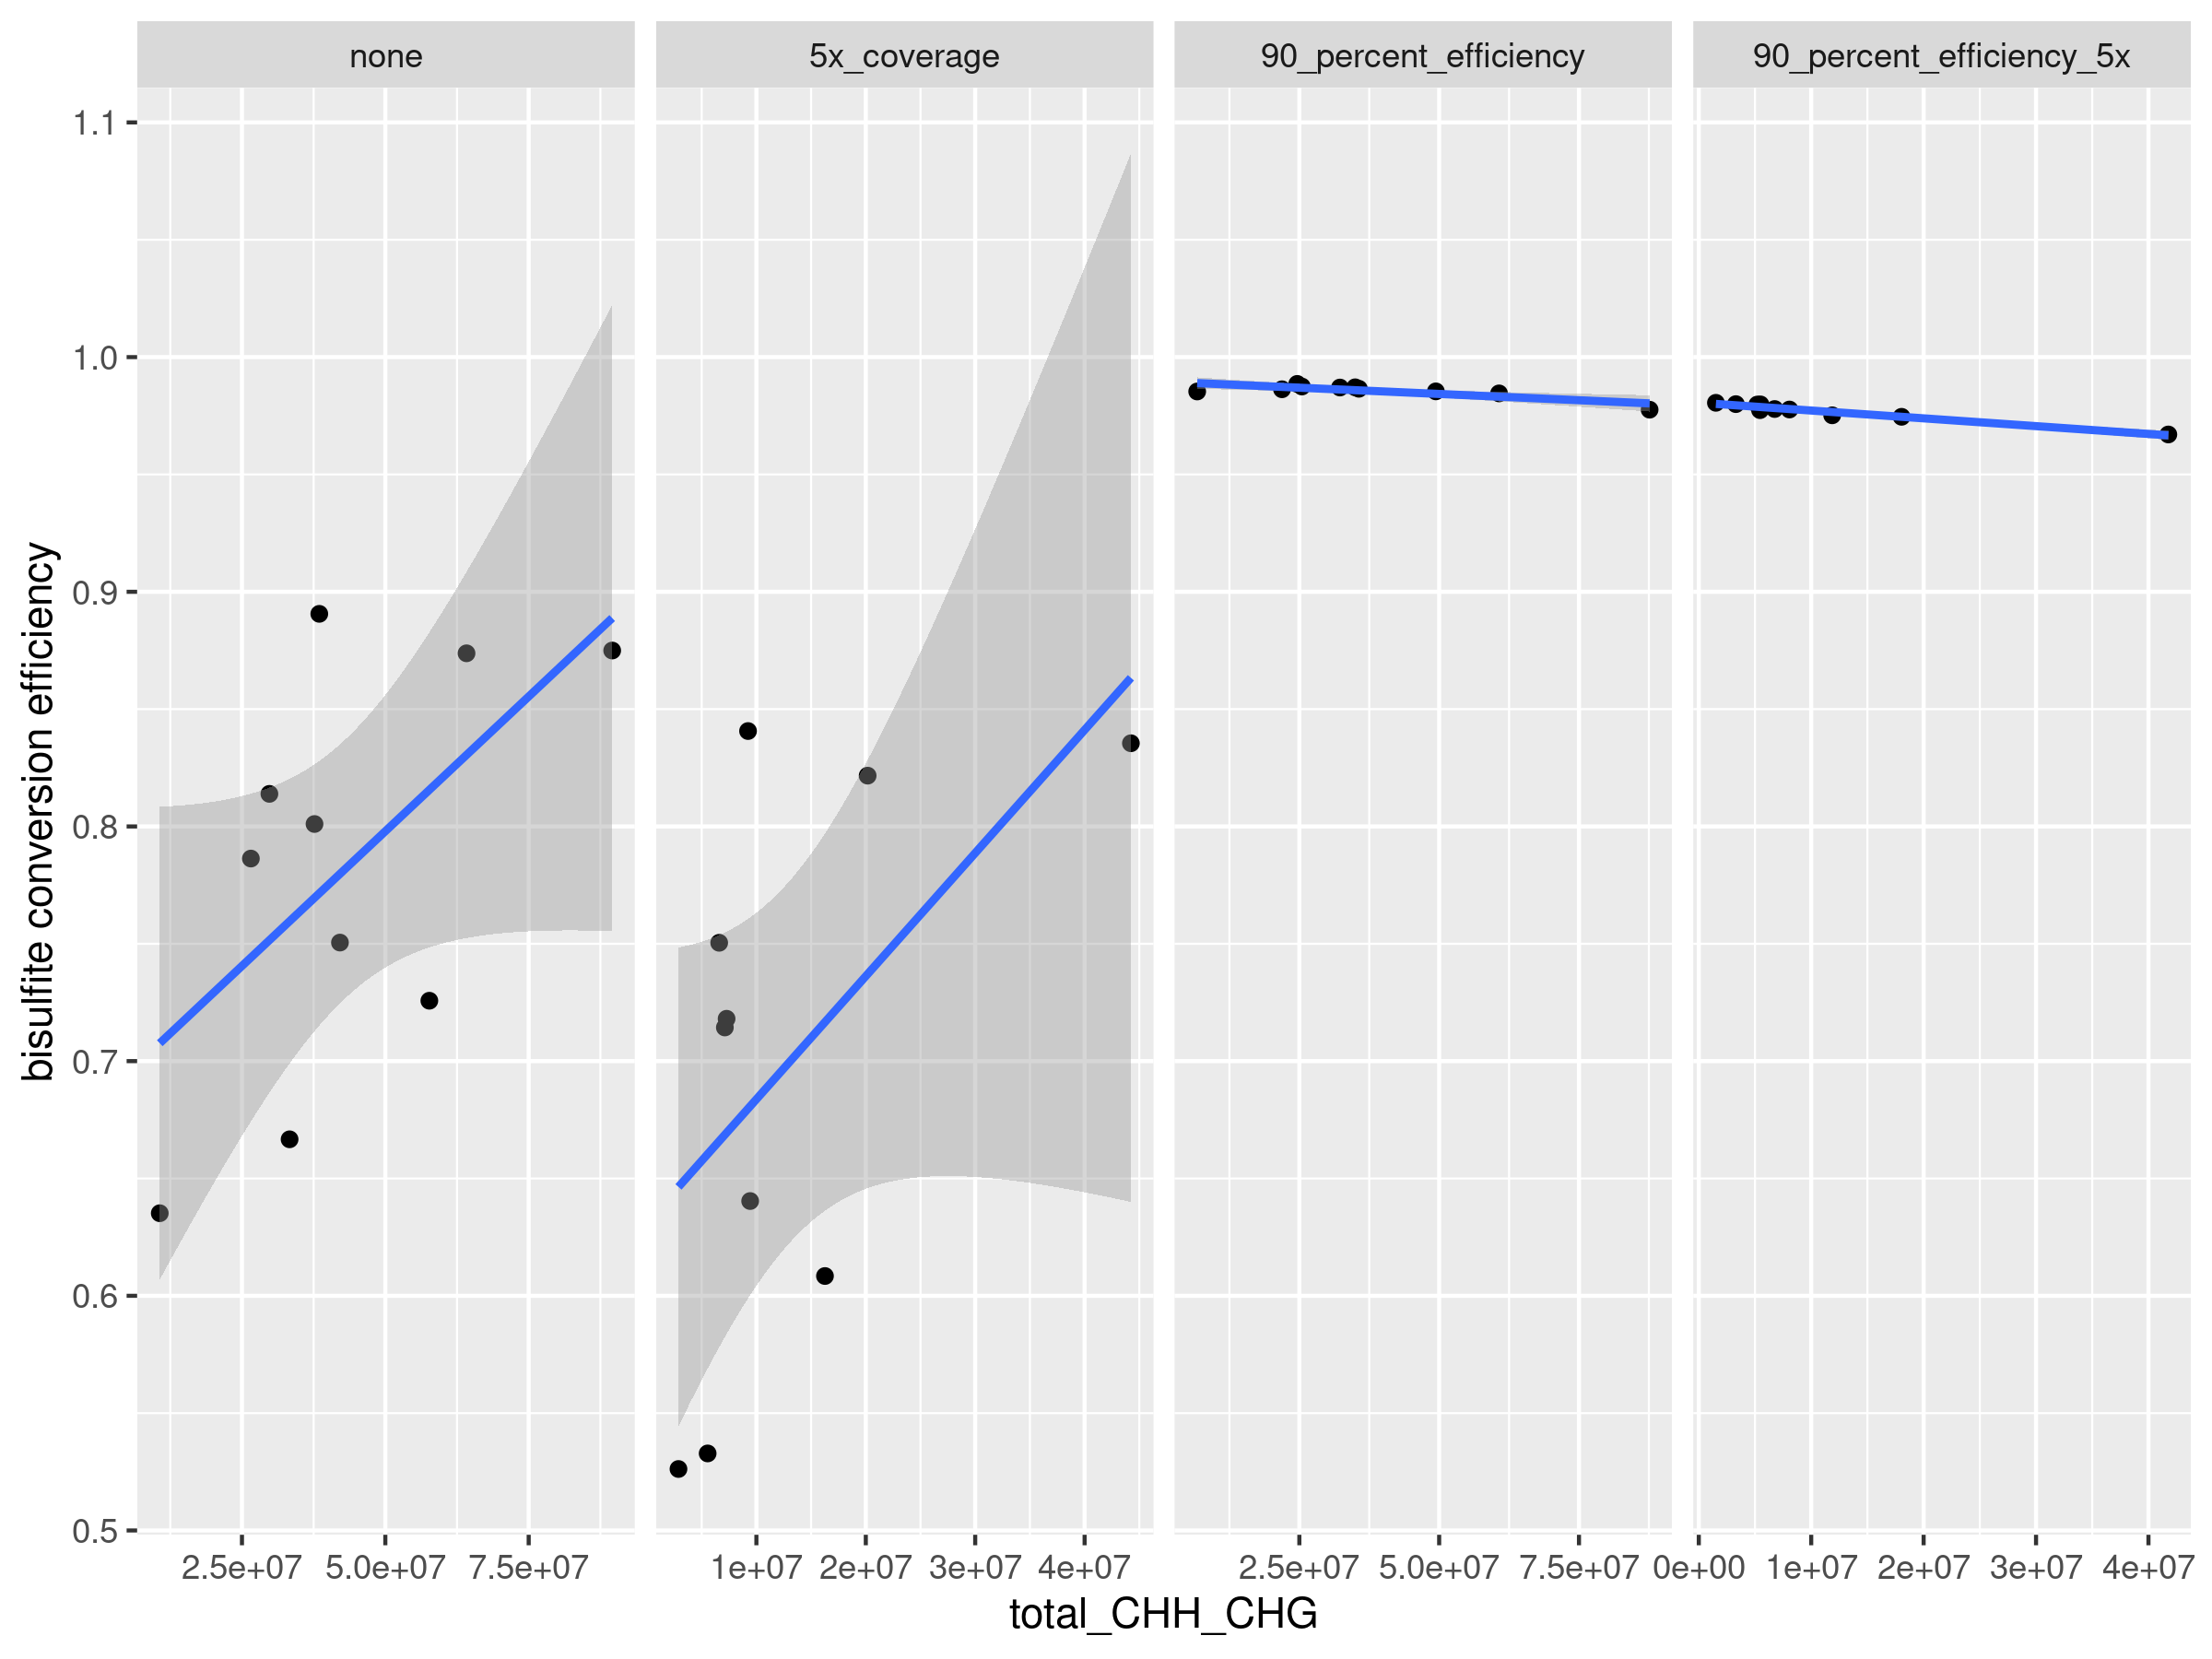 none
5x_coverage
90_percent_efficiency
90_percent_efficiency_5x
bisulfite conversion efficiency
1.1
1.0
0.9
0.8
0.7
0.6
0.5
2.5e+07 5.0e+07 7.5e+07
1e+07 2e+07 3e+07 4e+07
2.5e+07 5.0e+07 7.5e+07
0e+00 1e+07 2e+07 3e+07 4e+07
total_CHH_CHG